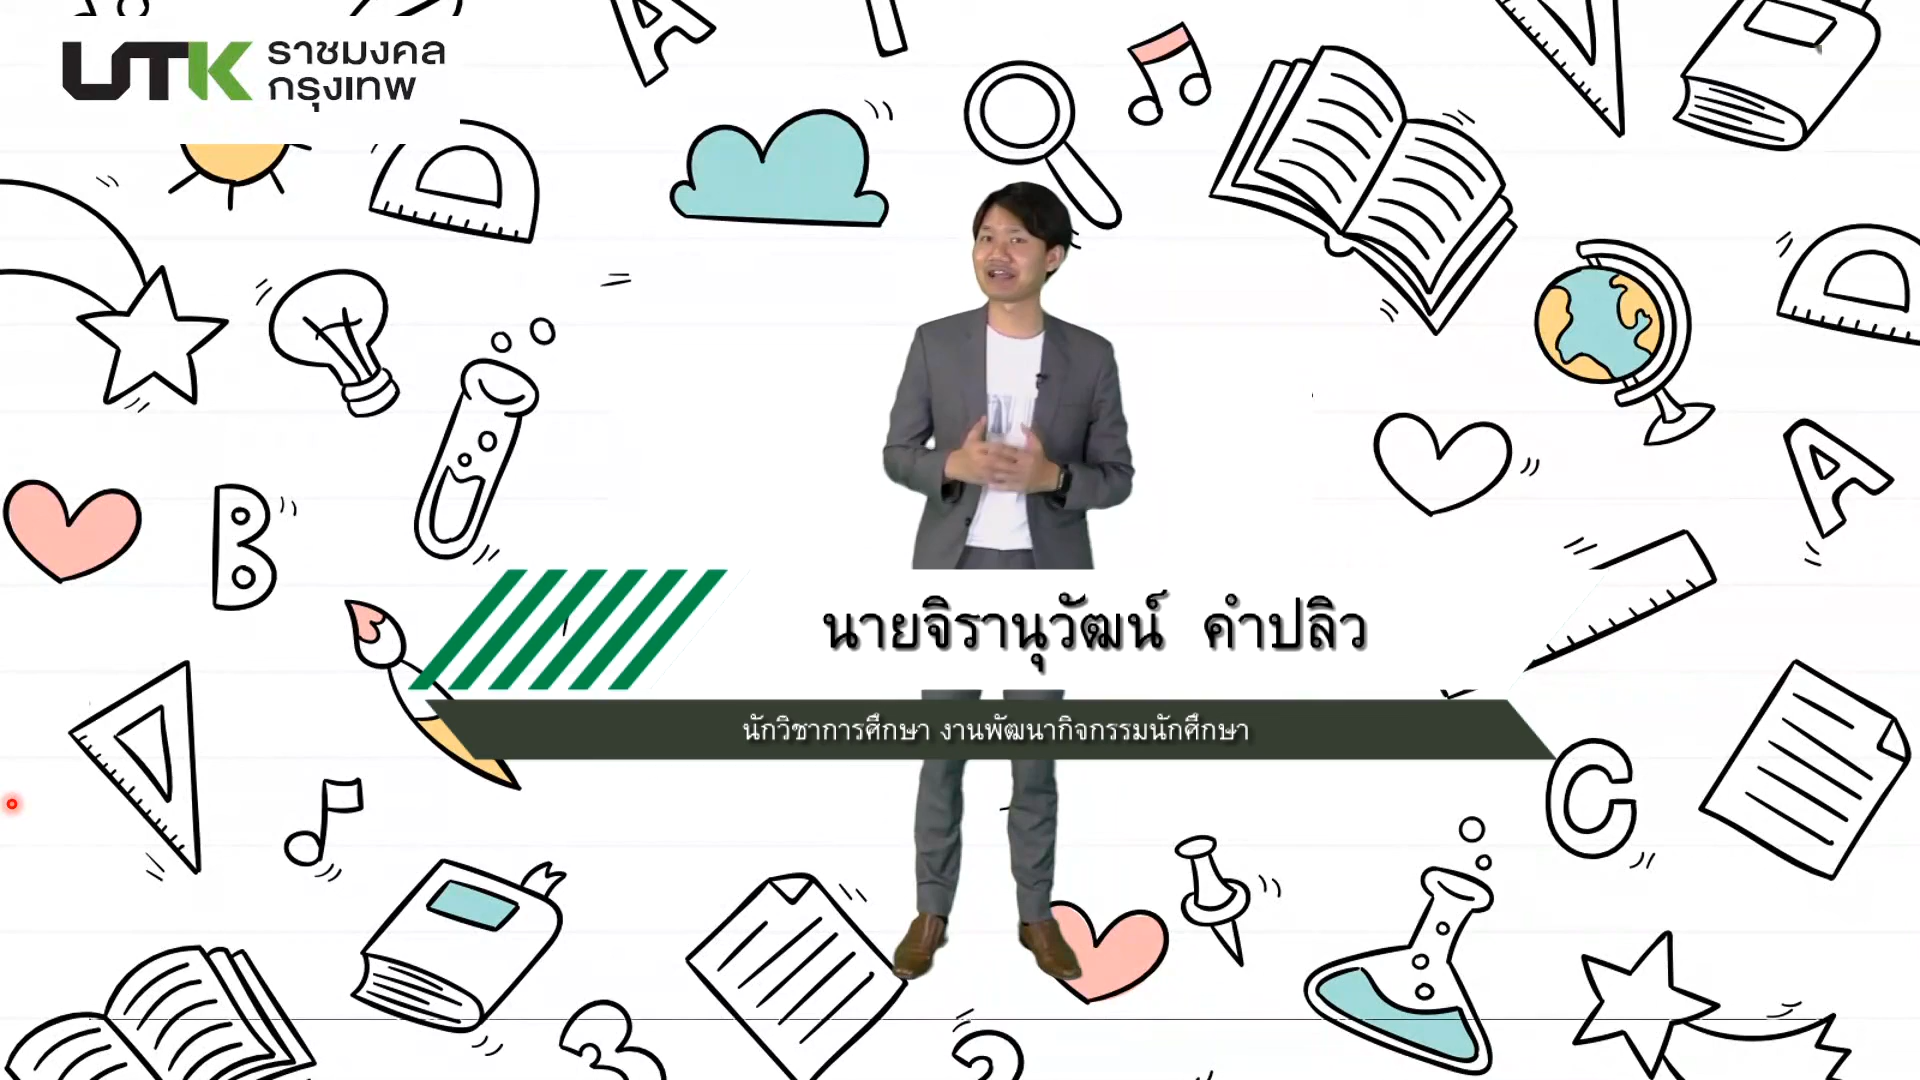 UTK ราชมงคล
กรุงเทพ
A
B
A
นายจิรานุวัฒน์ คำปลิว
นักวิชาการศึกษา งานพัฒนากิจกรรมนักศึกษา
C
3
2